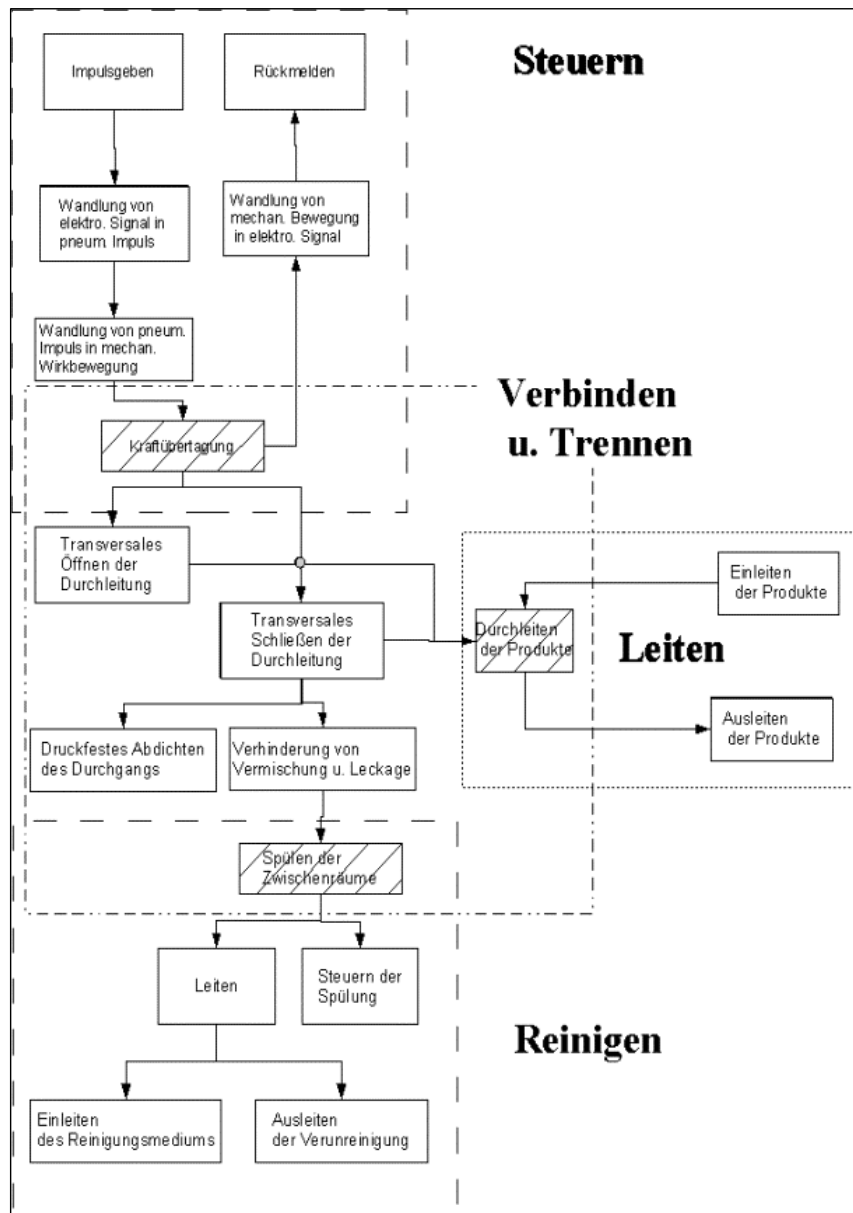 Impulsgeben
Rückmelden
Steuern
Wandlung von
elektro. Signal in
pneum. Impuls
Wandlung von
mechan. Bewegung
in elektro. Signal
Wandlung von pneum.
Impuls in mechan.
Wirkbewegung
Verbinden
u. Trennen
Kraftübertagung
Transversales
Öffnen der
Durchleitung
Einleiten
der Produkte
Transversales
Schließen der
Durchleitung
Durchleiten
der Produkte
Leiten
Ausleiten
der Produkte
Druckfestes Abdichten
des Durchgangs
Verhinderung von
Vermischung u. Leckage
Spülen der
Zwischenräume
Leiten
Steuern der
Spülung
Reinigen
Einleiten
des Reinigungsmediums
Ausleiten
der Verunreinigung